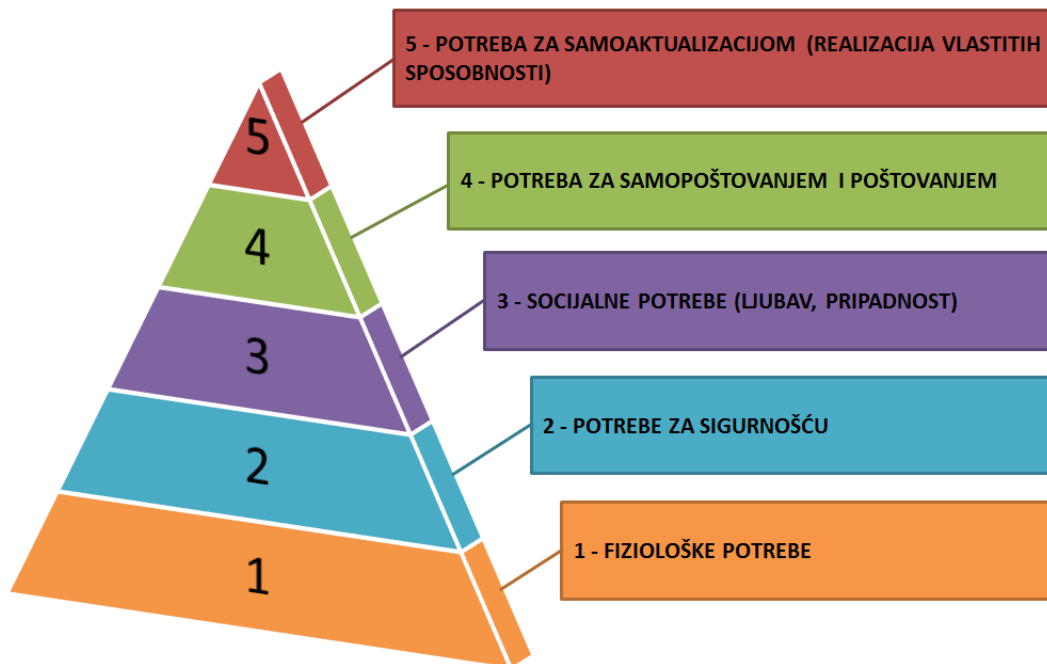 5 - POTREBA ZA SAMOAKTUALIZACIJOM (REALIZACIJA VLASTITIH
SPOSOBNOSTI)
5
4 - POTREBA ZA SAMOPOŠTOVANJEM I POŠTOVANJEM
4
3 - SOCIJALNE POTREBE (LJUBAV, PRIPADNOST)
3
2 - POTREBE ZA SIGURNOŠĆU
2
1 - FIZIOLOŠKE POTREBE
1